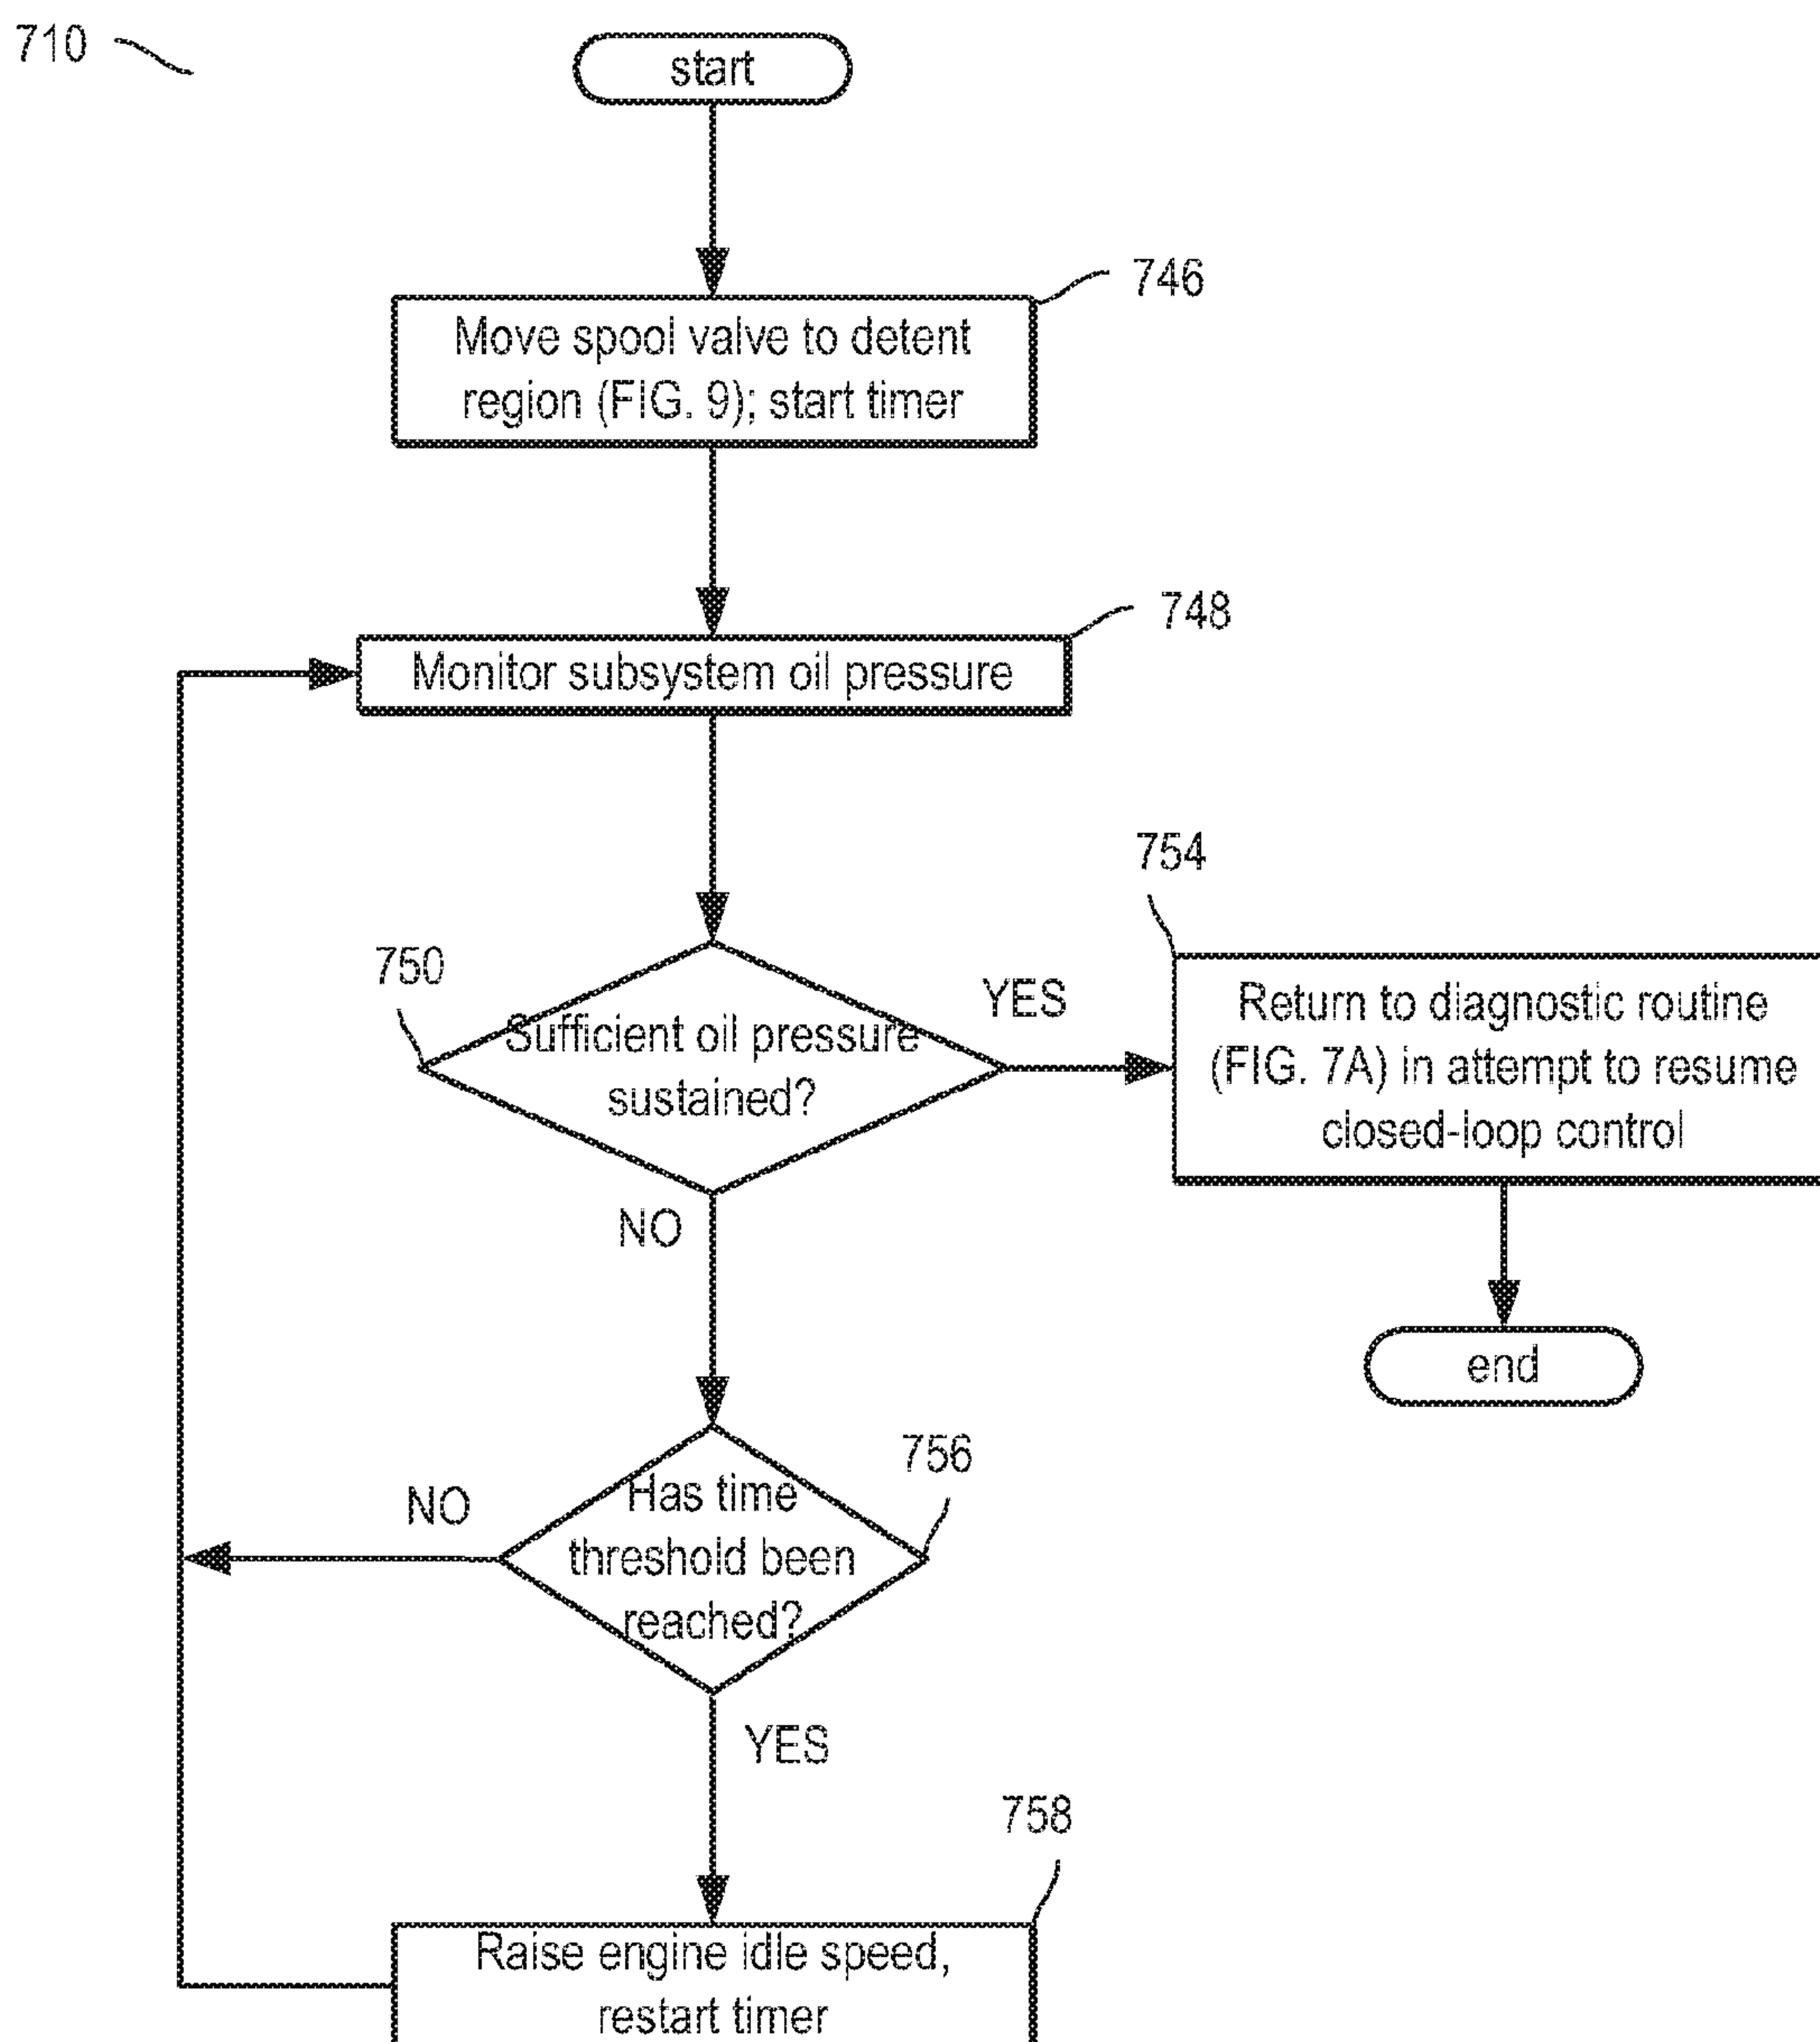 710
start
746
Move spool valve to detent
region (FIG. 9); start timer
748
Monitor subsystem oil pressure
754
750
YES
Return to diagnostic routine
(FIG. 7A) in attempt to resume
closed-loop control
Sufficient oil pressure
sustained?
NO
end
756
NO
Has time
threshold been
reached?
YES
758
Raise engine idle speed,
restart timer